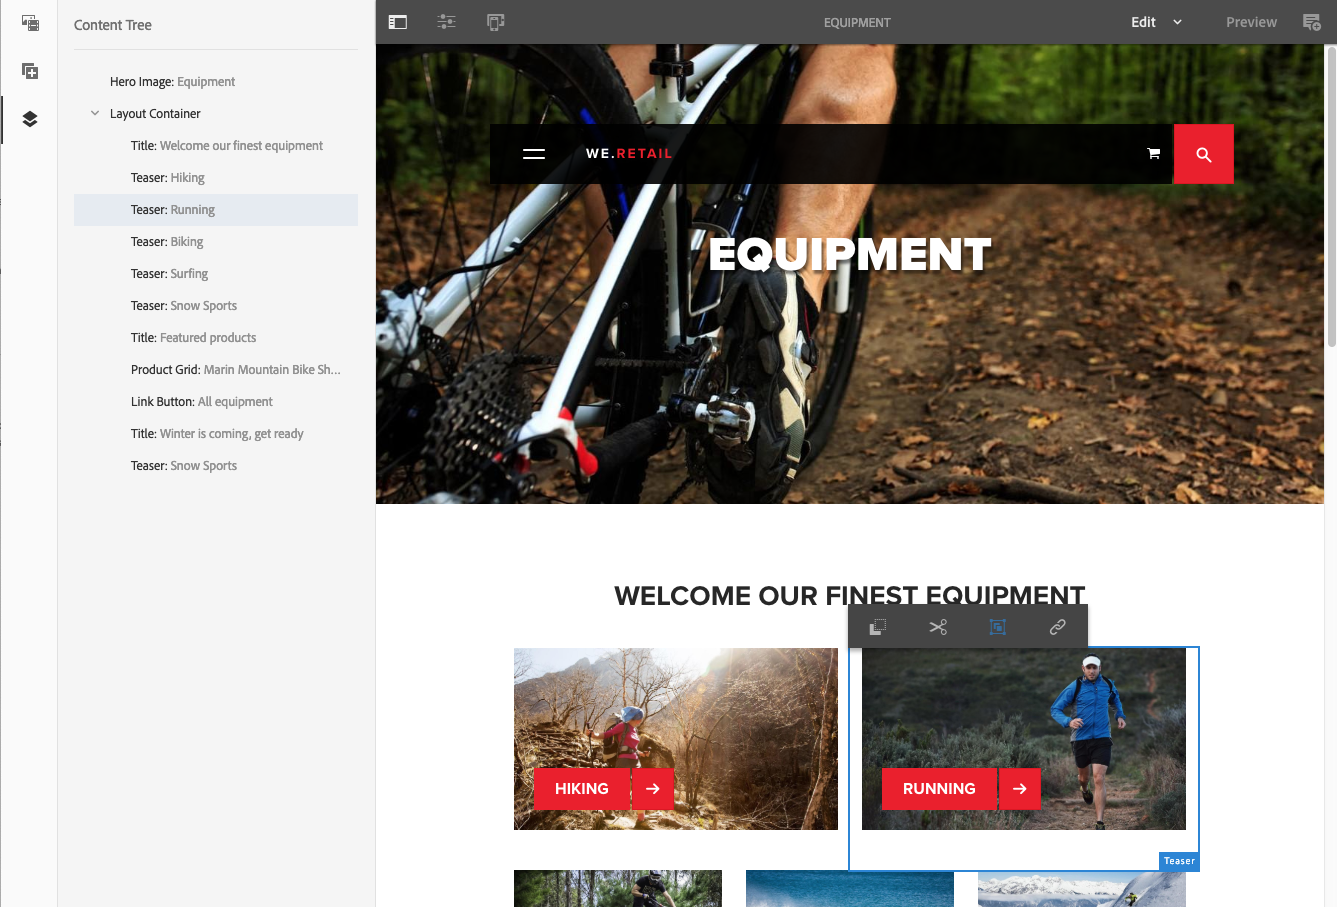 Content Tree
Hero Image: Equipment
Layout Container
Title: Welcome our finest equipment
Teaser: Hiking
Teaser: Running
Teaser: Biking
Teaser: Surfing
Teaser: Snow Sports
Title: Featured products
Product Grid: Marin Mountain Bike Sh...
Link Button: All equipment
Title: Winter is coming, get ready
Teaser: Snow Sports
EQUIPMENT
Edit
Preview
WE.RETAIL
EQUIPMENT
WELCOME OUR FINEST EQUIPMENT
HIKING
RUNNING
Teaser